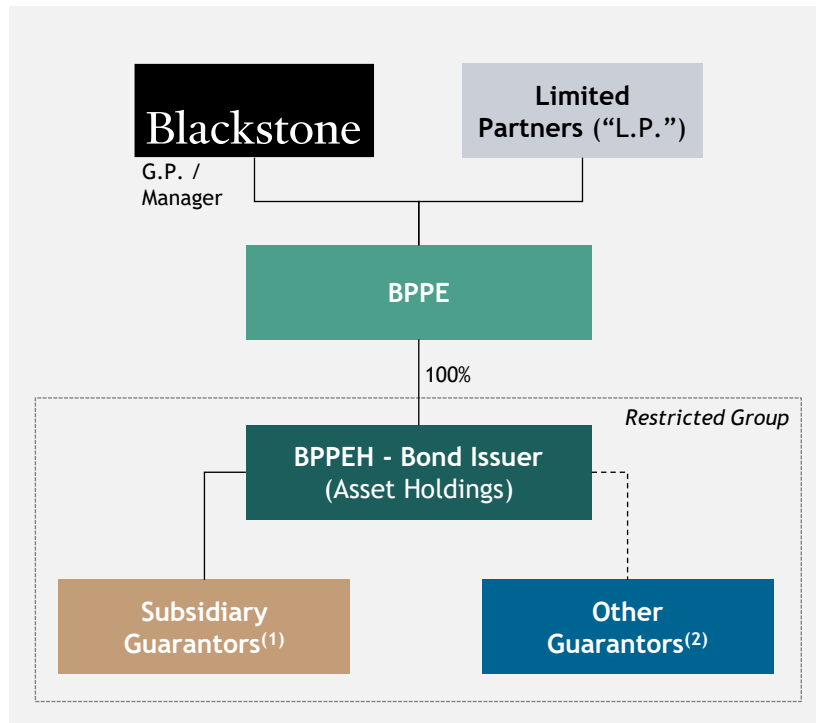 Blackstone
Limited
Partners (“L.P.”)
G.P. /
Manager
BPPE
100%
Restricted Group
BPPEH - Bond Issuer
(Asset Holdings)
Subsidiary
Guarantors(1)
Other
Guarantors(2)